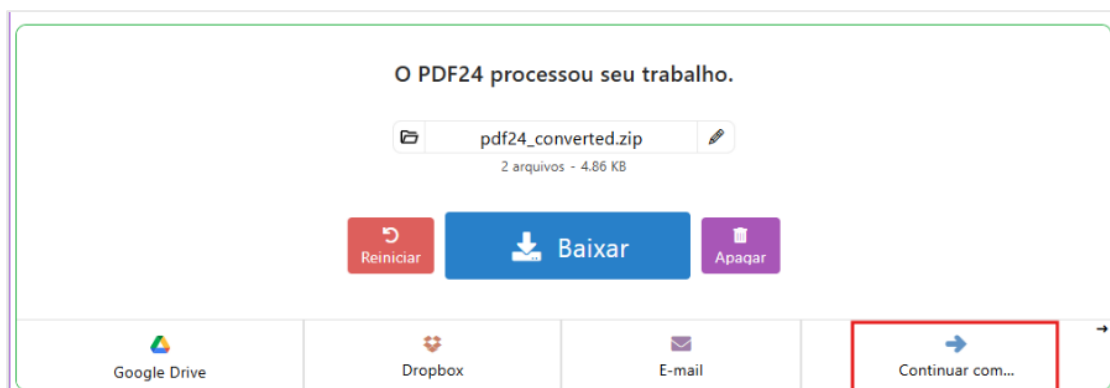 O PDF24 processou seu trabalho.
pdf24_converted.zip
2 arquivos - 4.86 KB
Reiniciar
Baixar
Apagar
Google Drive
Dropbox
E-mail
Continuar com...